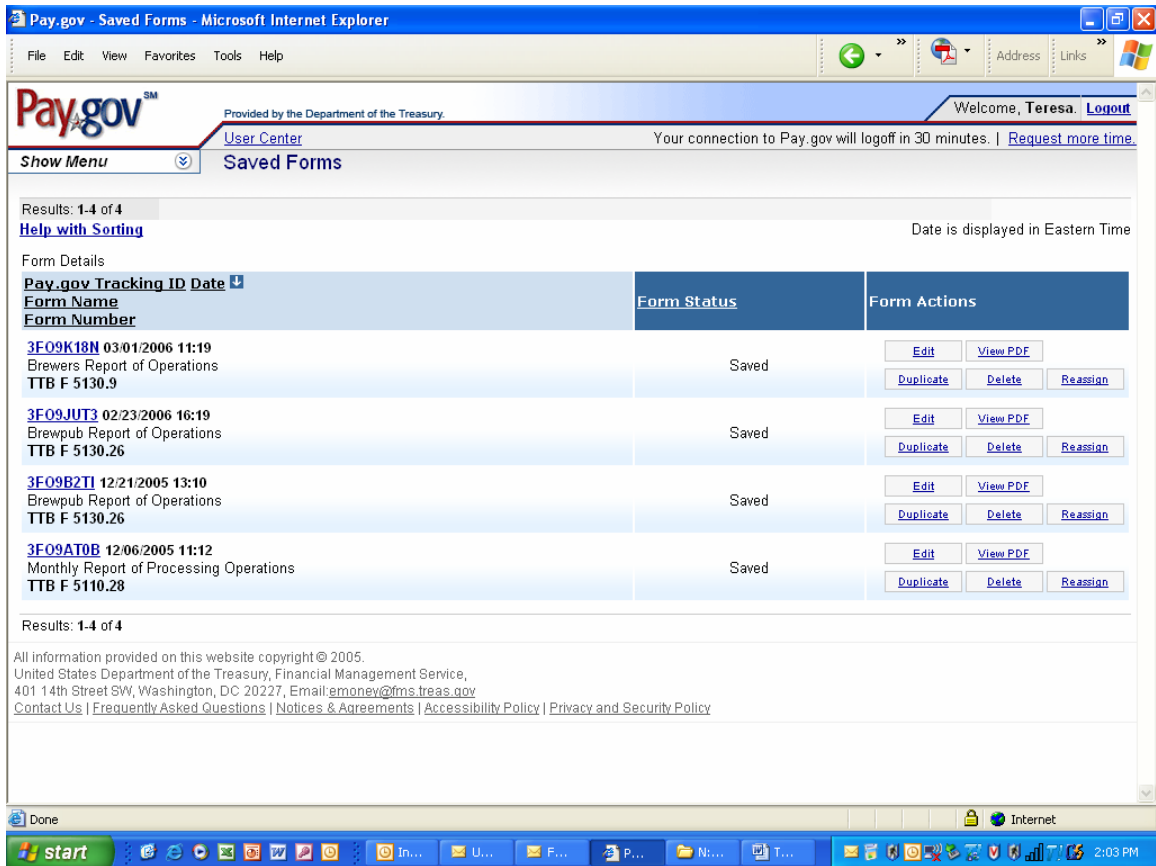 Pay.gov - Saved Forms - Microsoft Internet Explorer
File Edit View Favorites Tools Help
» Address Links »
Pay.gov SM
Provided by the Department of the Treasury.
Welcome, Teresa. Logout
User Center
Your connection to Pay.gov will logoff in 30 minutes. | Request more time.
Show Menu
Saved Forms
Results: 1-4 of 4
Help with Sorting
Date is displayed in Eastern Time
Form Details
Pay.gov Tracking ID Date
Form Name
Form Number
Form Status
Form Actions
3FO9K18N 03/01/2006 11:19
Brewers Report of Operations
TTB F 5130.9
Saved
Edit View PDF
Duplicate Delete Reassign
3FO9JUT3 02/23/2006 16:19
Brewpub Report of Operations
TTB F 5130.26
Saved
Edit View PDF
Duplicate Delete Reassign
3FO9B2TI 12/21/2005 13:10
Brewpub Report of Operations
TTB F 5130.26
Saved
Edit View PDF
Duplicate Delete Reassign
3FO9AT0B 12/06/2005 11:12
Monthly Report of Processing Operations
TTB F 5110.28
Saved
Edit View PDF
Duplicate Delete Reassign
Results: 1-4 of 4
All information provided on this website copyright © 2005.
United States Department of the Treasury, Financial Management Service,
401 14th Street SW, Washington, DC 20227, Email:emoney@fms.treas.gov
Contact Us | Frequently Asked Questions | Notices & Agreements | Accessibility Policy | Privacy and Security Policy
Done
Internet
start
In...
U...
F...
P...
N:...
T...
2:03 PM